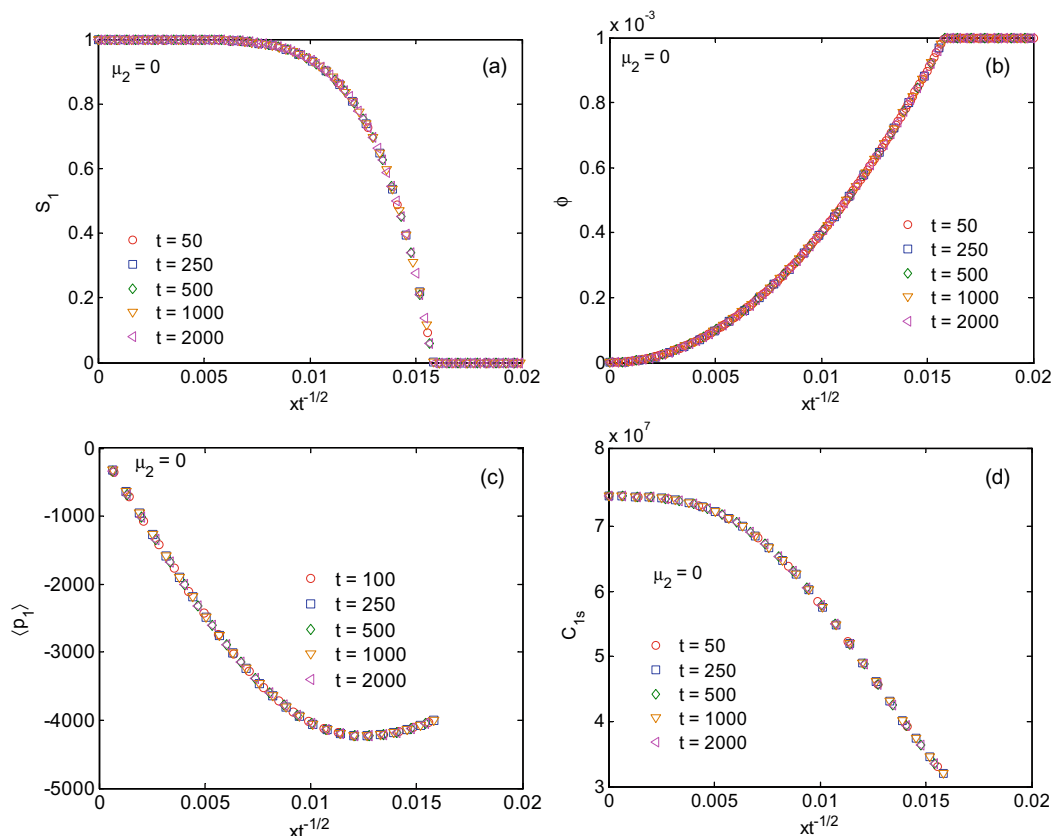 1
0.8
0.6
0.4
0.2
0
S₁
μ₂ = 0
(a)
t = 50
t = 250
t = 500
t = 1000
t = 2000
0 0.005 0.01 0.015 0.02
xt⁻¹/²
x 10⁻³
1
0.8
0.6
0.4
0.2
0
ϕ
μ₂ = 0
(b)
t = 50
t = 250
t = 500
t = 1000
t = 2000
0 0.005 0.01 0.015 0.02
xt⁻¹/²
0
-1000
-2000
-3000
-4000
-5000
⟨p₁⟩
μ₂ = 0
(c)
t = 100
t = 250
t = 500
t = 1000
t = 2000
0 0.005 0.01 0.015 0.02
xt⁻¹/²
x 10⁷
8
7
6
5
4
3
C₁ₛ
(d)
μ₂ = 0
t = 50
t = 250
t = 500
t = 1000
t = 2000
0 0.005 0.01 0.015 0.02
xt⁻¹/²